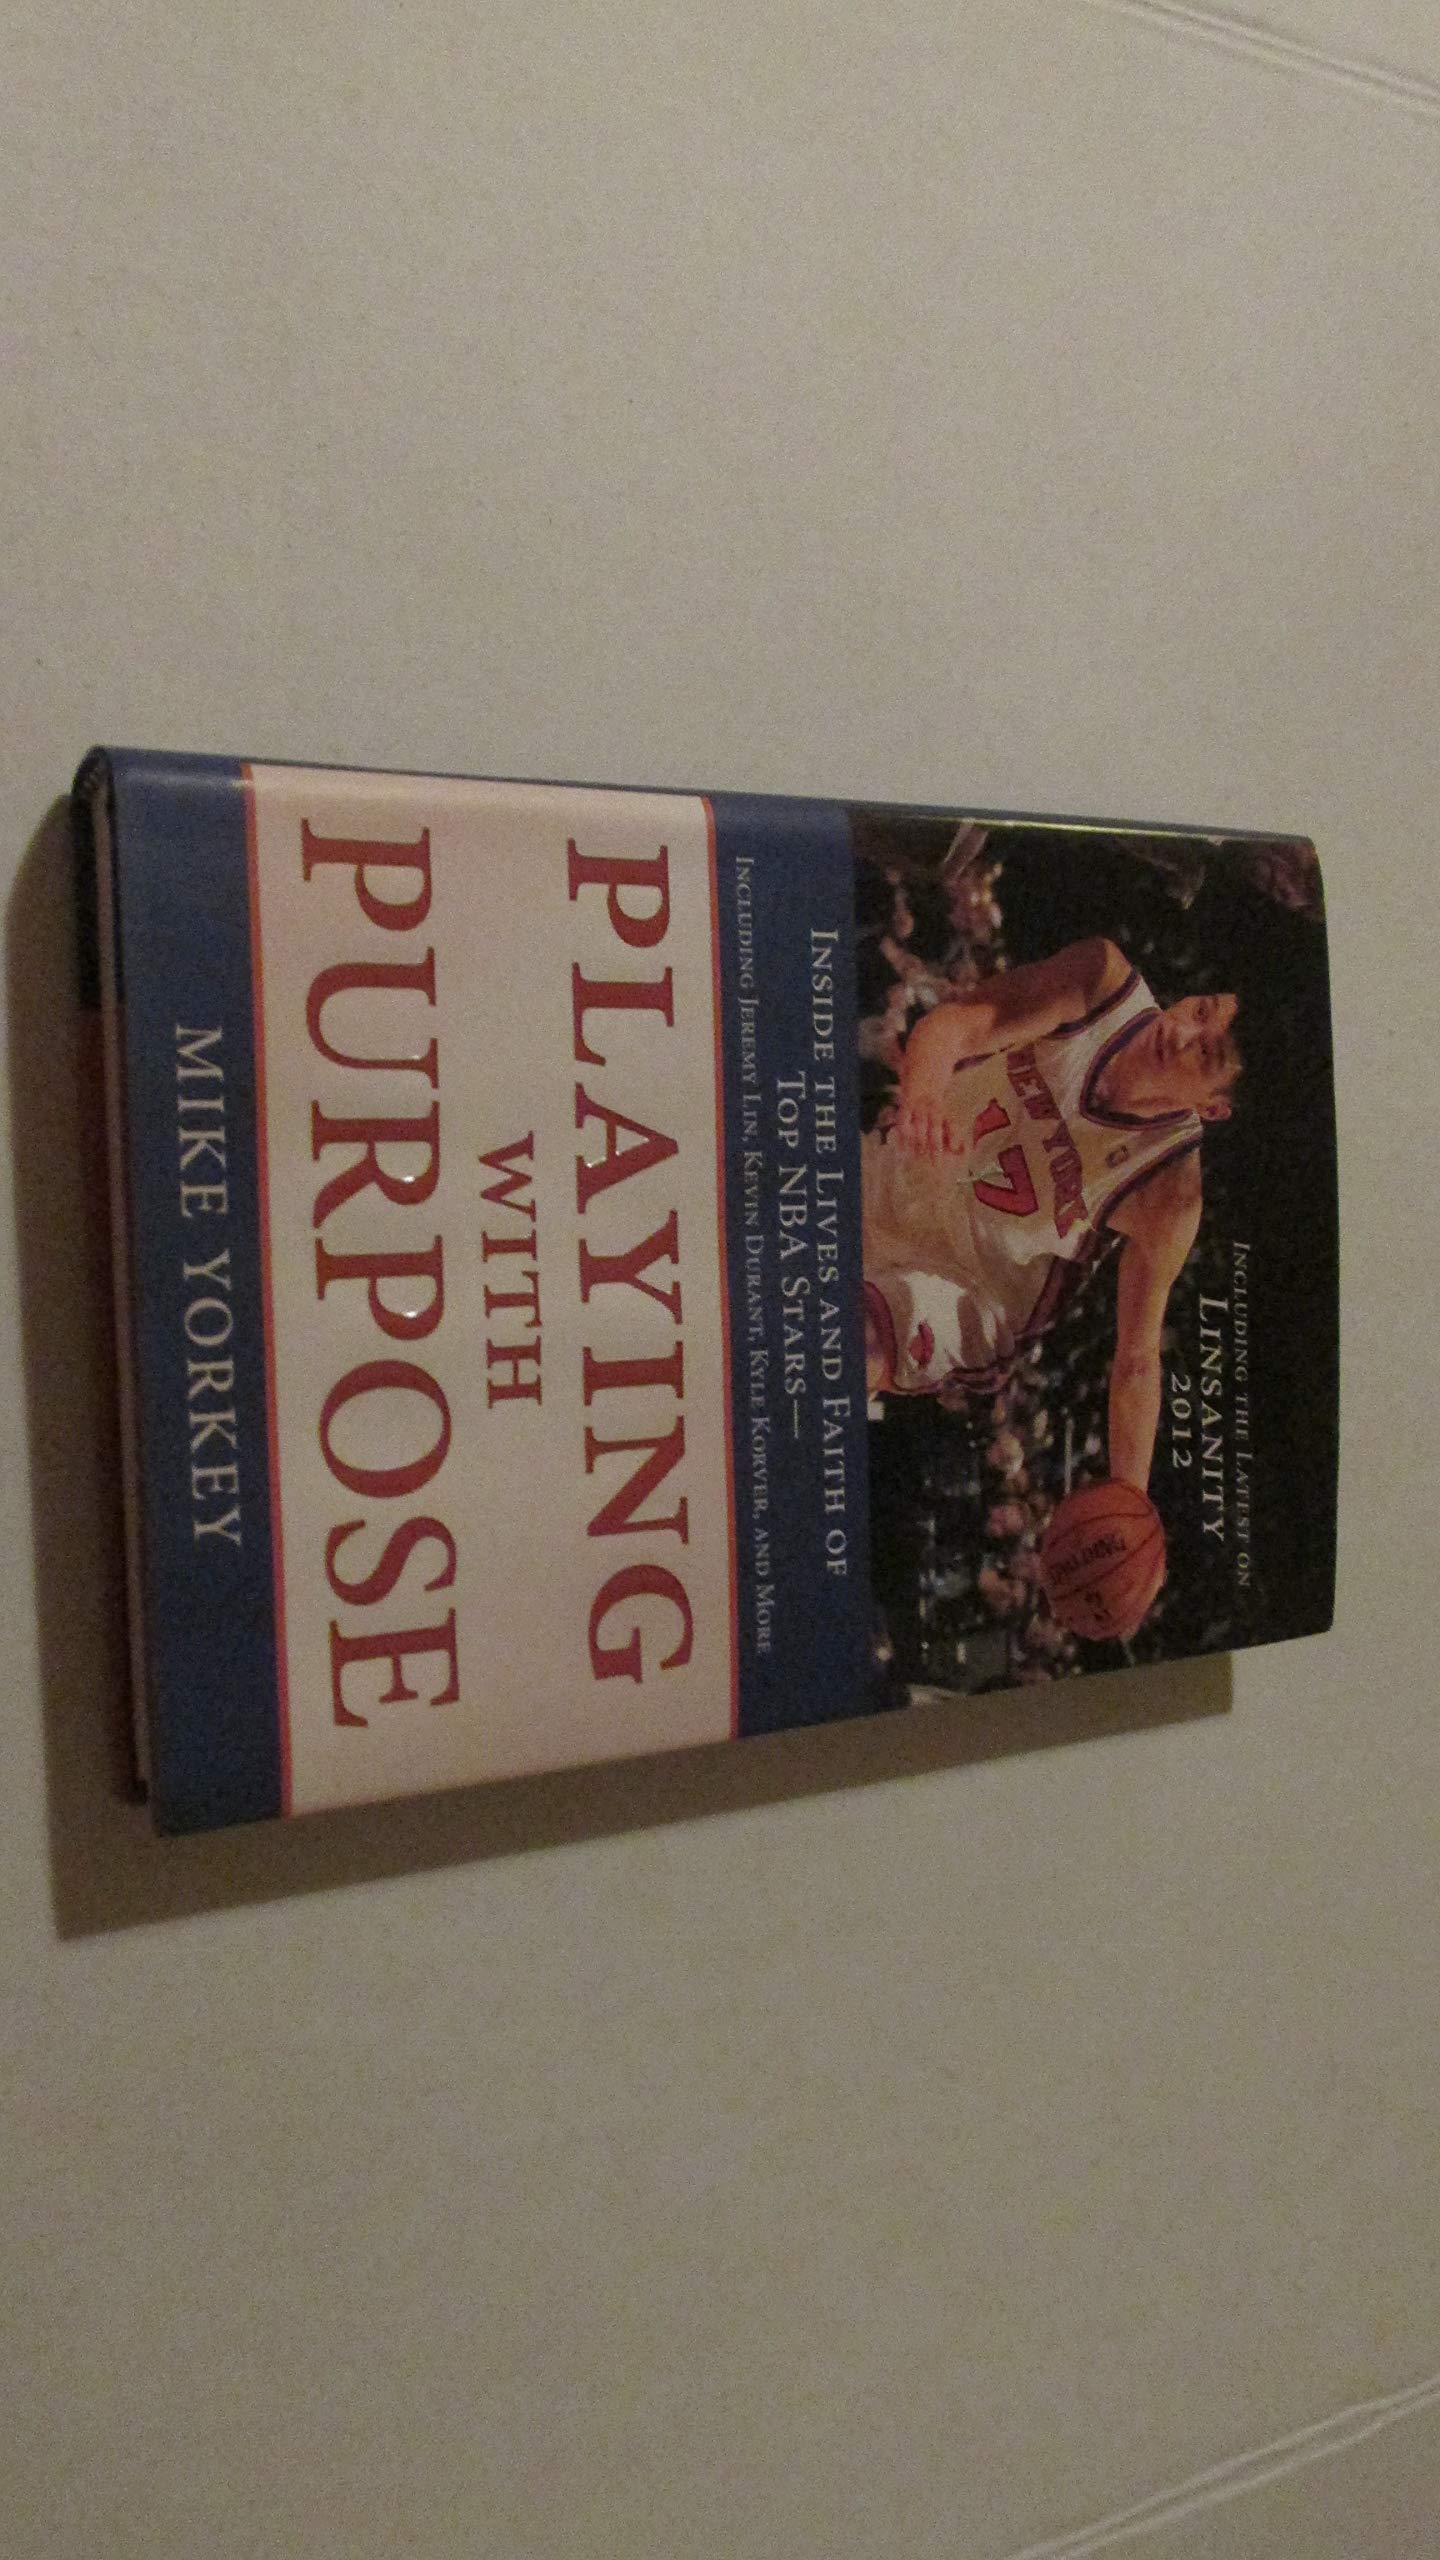 Including the Latest on
Linsanity
2012
NEW YORK
17
Inside the Lives and Faith of
Top NBA Stars—
Including Jeremy Lin, Kevin Durant, Kyle Korver, and More
PLAYING
WITH
PURPOSE
MIKE YORKEY